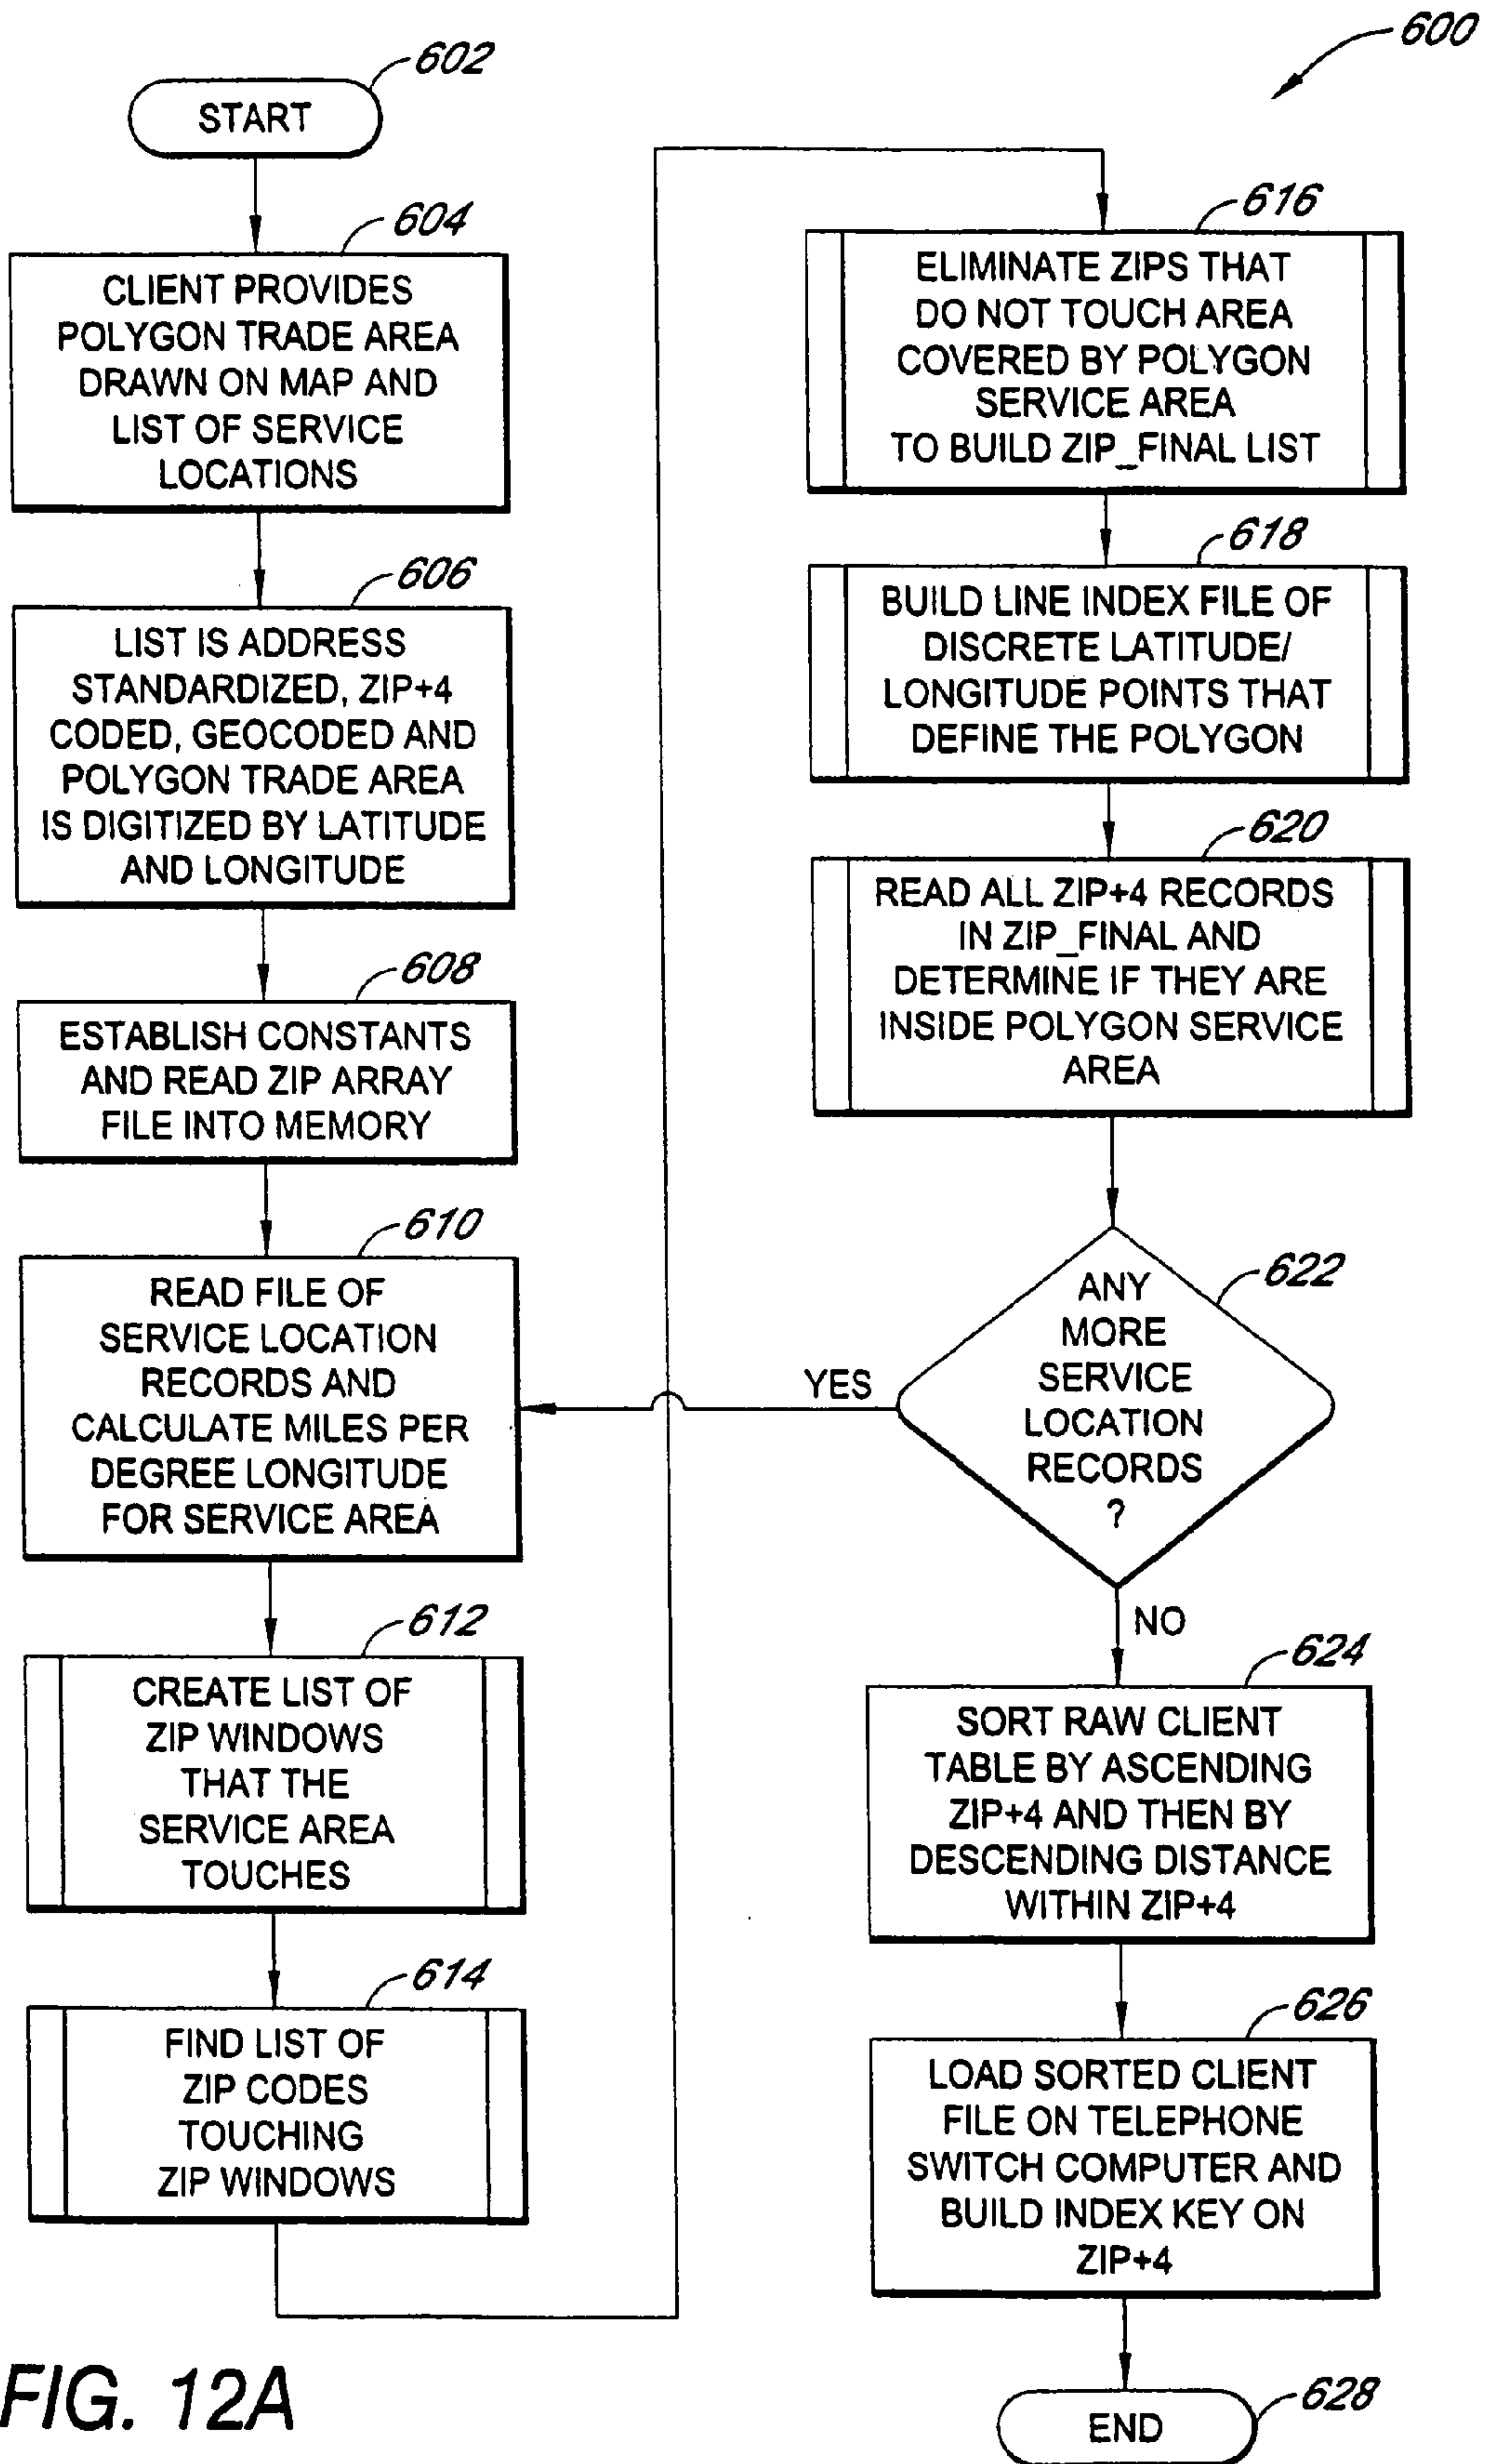 600
602
START
604
CLIENT PROVIDES
POLYGON TRADE AREA
DRAWN ON MAP AND
LIST OF SERVICE
LOCATIONS
606
LIST IS ADDRESS
STANDARDIZED, ZIP+4
CODED, GEOCODED AND
POLYGON TRADE AREA
IS DIGITIZED BY LATITUDE
AND LONGITUDE
608
ESTABLISH CONSTANTS
AND READ ZIP ARRAY
FILE INTO MEMORY
610
READ FILE OF
SERVICE LOCATION
RECORDS AND
CALCULATE MILES PER
DEGREE LONGITUDE
FOR SERVICE AREA
612
CREATE LIST OF
ZIP WINDOWS
THAT THE
SERVICE AREA
TOUCHES
614
FIND LIST OF
ZIP CODES
TOUCHING
ZIP WINDOWS
616
ELIMINATE ZIPS THAT
DO NOT TOUCH AREA
COVERED BY POLYGON
SERVICE AREA
TO BUILD ZIP_FINAL LIST
618
BUILD LINE INDEX FILE OF
DISCRETE LATITUDE/
LONGITUDE POINTS THAT
DEFINE THE POLYGON
620
READ ALL ZIP+4 RECORDS
IN ZIP_FINAL AND
DETERMINE IF THEY ARE
INSIDE POLYGON SERVICE
AREA
622
ANY
MORE
SERVICE
LOCATION
RECORDS
?
YES
NO
624
SORT RAW CLIENT
TABLE BY ASCENDING
ZIP+4 AND THEN BY
DESCENDING DISTANCE
WITHIN ZIP+4
626
LOAD SORTED CLIENT
FILE ON TELEPHONE
SWITCH COMPUTER AND
BUILD INDEX KEY ON
ZIP+4
628
END
FIG. 12A